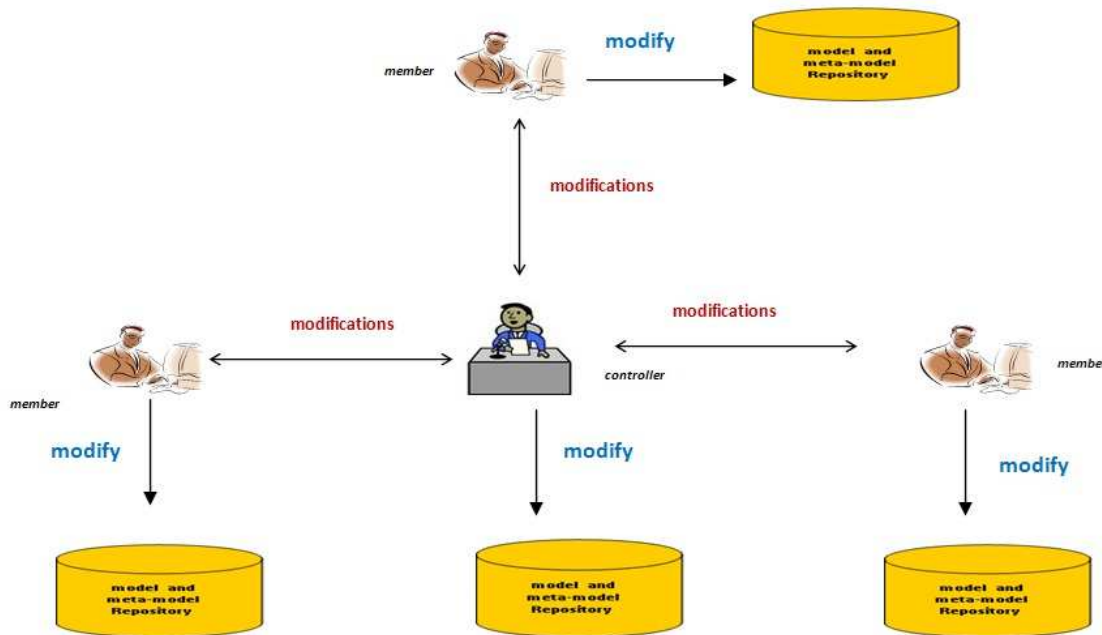 modify
model and
meta-model
Repository
member
modifications
modifications
modifications
controller
member
member
modify
modify
modify
model and
meta-model
Repository
model and
meta-model
Repository
model and
meta-model
Repository